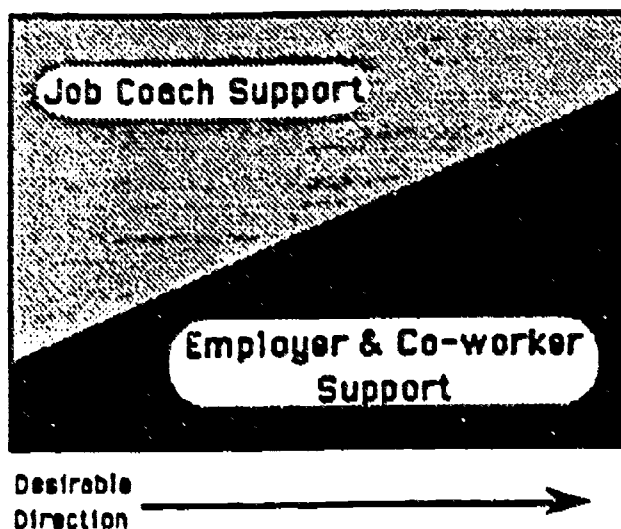 Job Coach Support
Employer & Co-worker
Support
Desirable
Direction